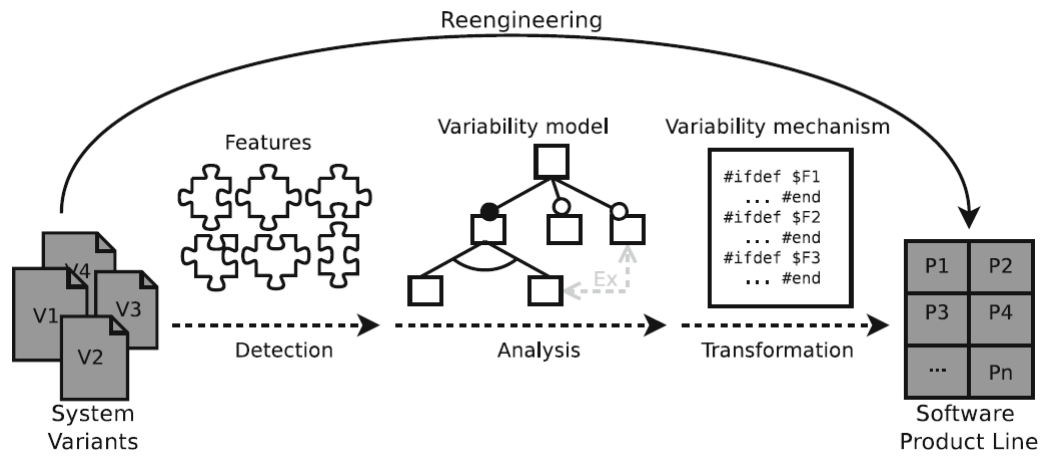 Reengineering
Features
Variability model
Variability mechanism
#ifdef $F1
... #end
#ifdef $F2
... #end
#ifdef $F3
... #end
Ex
V4
V1
V3
V2
P1 P2
P3 P4
... Pn
Detection
Analysis
Transformation
System
Variants
Software
Product Line